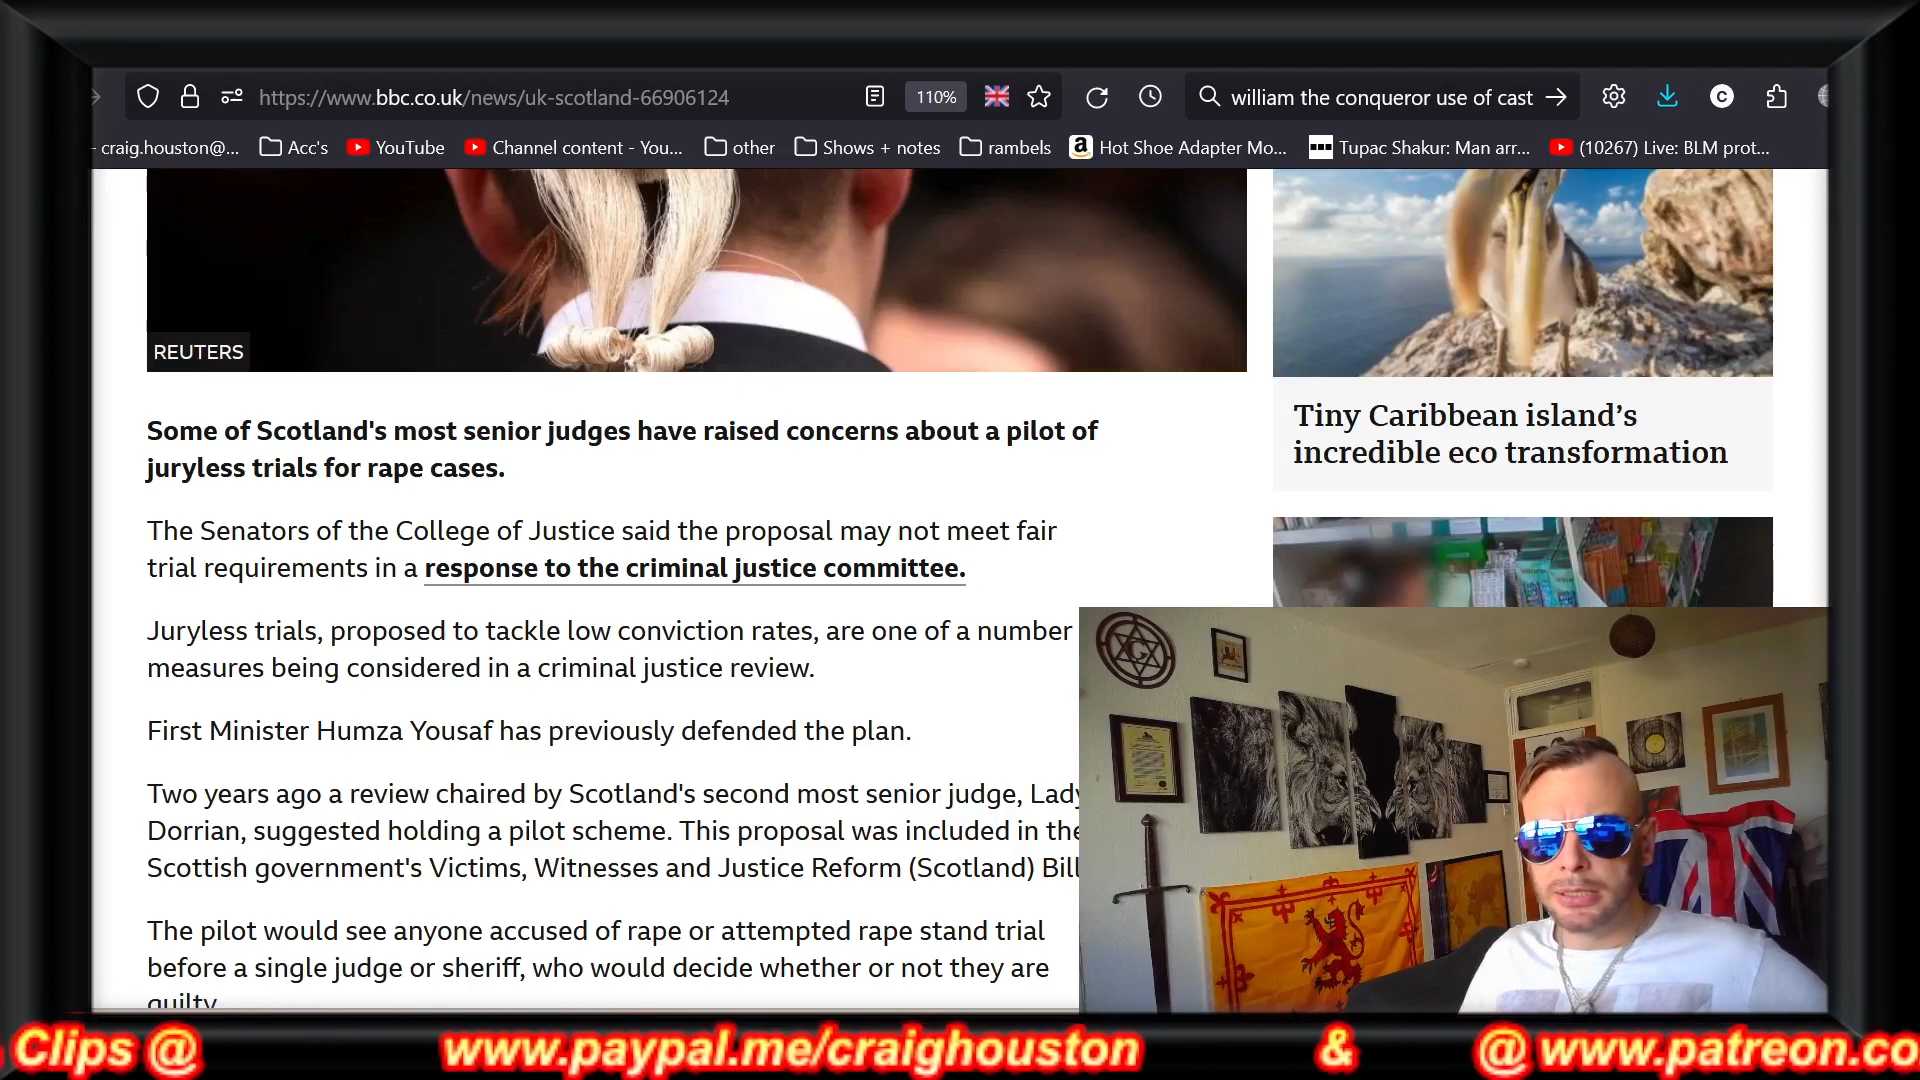 https://www.bbc.co.uk/news/uk-scotland-66906124
110%
william the conqueror use of cast
C
craig.houston@...
Acc's
YouTube
Channel content - You...
other
Shows + notes
rambels
Hot Shoe Adapter Mo...
Tupac Shakur: Man arr...
(10267) Live: BLM prot...
REUTERS
Some of Scotland's most senior judges have raised concerns about a pilot of
juryless trials for rape cases.
The Senators of the College of Justice said the proposal may not meet fair
trial requirements in a response to the criminal justice committee.
Juryless trials, proposed to tackle low conviction rates, are one of a number
measures being considered in a criminal justice review.
First Minister Humza Yousaf has previously defended the plan.
Two years ago a review chaired by Scotland's second most senior judge, Lady
Dorrian, suggested holding a pilot scheme. This proposal was included in the
Scottish government's Victims, Witnesses and Justice Reform (Scotland) Bill
The pilot would see anyone accused of rape or attempted rape stand trial
before a single judge or sheriff, who would decide whether or not they are
guilty.
Tiny Caribbean island's
incredible eco transformation
Clips @ www.paypal.me/craighouston & @ www.patreon.co